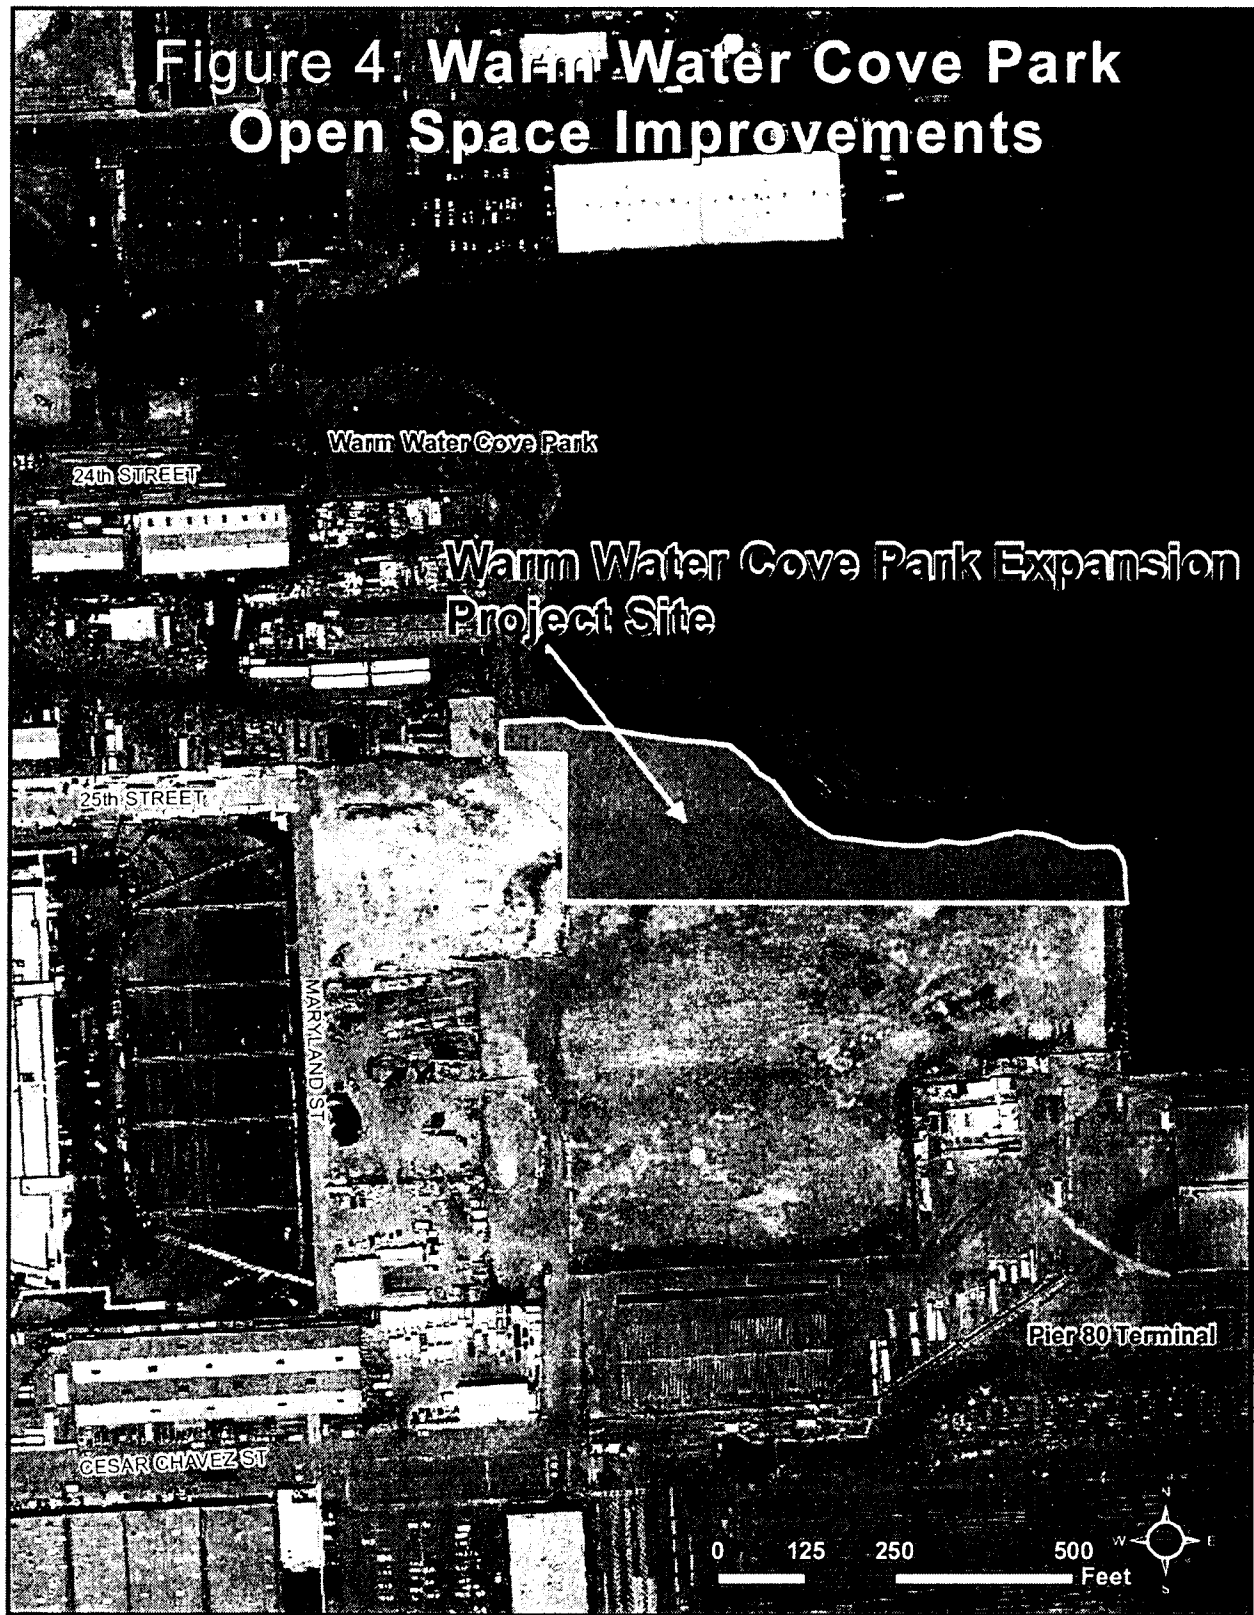 Figure 4: Warm Water Cove Park
Open Space Improvements
Warm Water Cove Park
24th STREET
Warm Water Cove Park Expansion
Project Site
25th STREET
MARYLAND ST
Pier 80 Terminal
CESAR CHAVEZ ST
N
W E
S
0 125 250 500
Feet